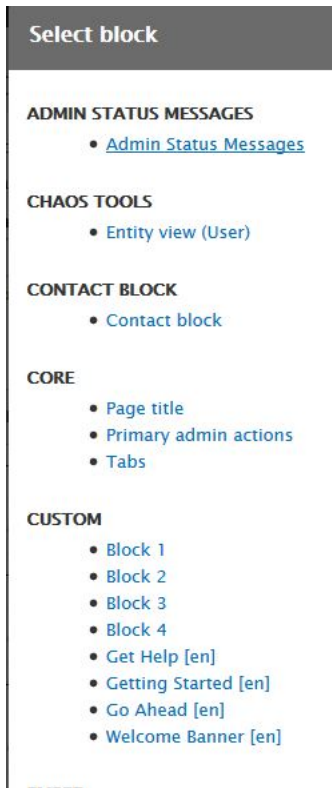 Select block
ADMIN STATUS MESSAGES
Admin Status Messages
CHAOS TOOLS
Entity view (User)
CONTACT BLOCK
Contact block
CORE
Page title
Primary admin actions
Tabs
CUSTOM
Block 1
Block 2
Block 3
Block 4
Get Help [en]
Getting Started [en]
Go Ahead [en]
Welcome Banner [en]